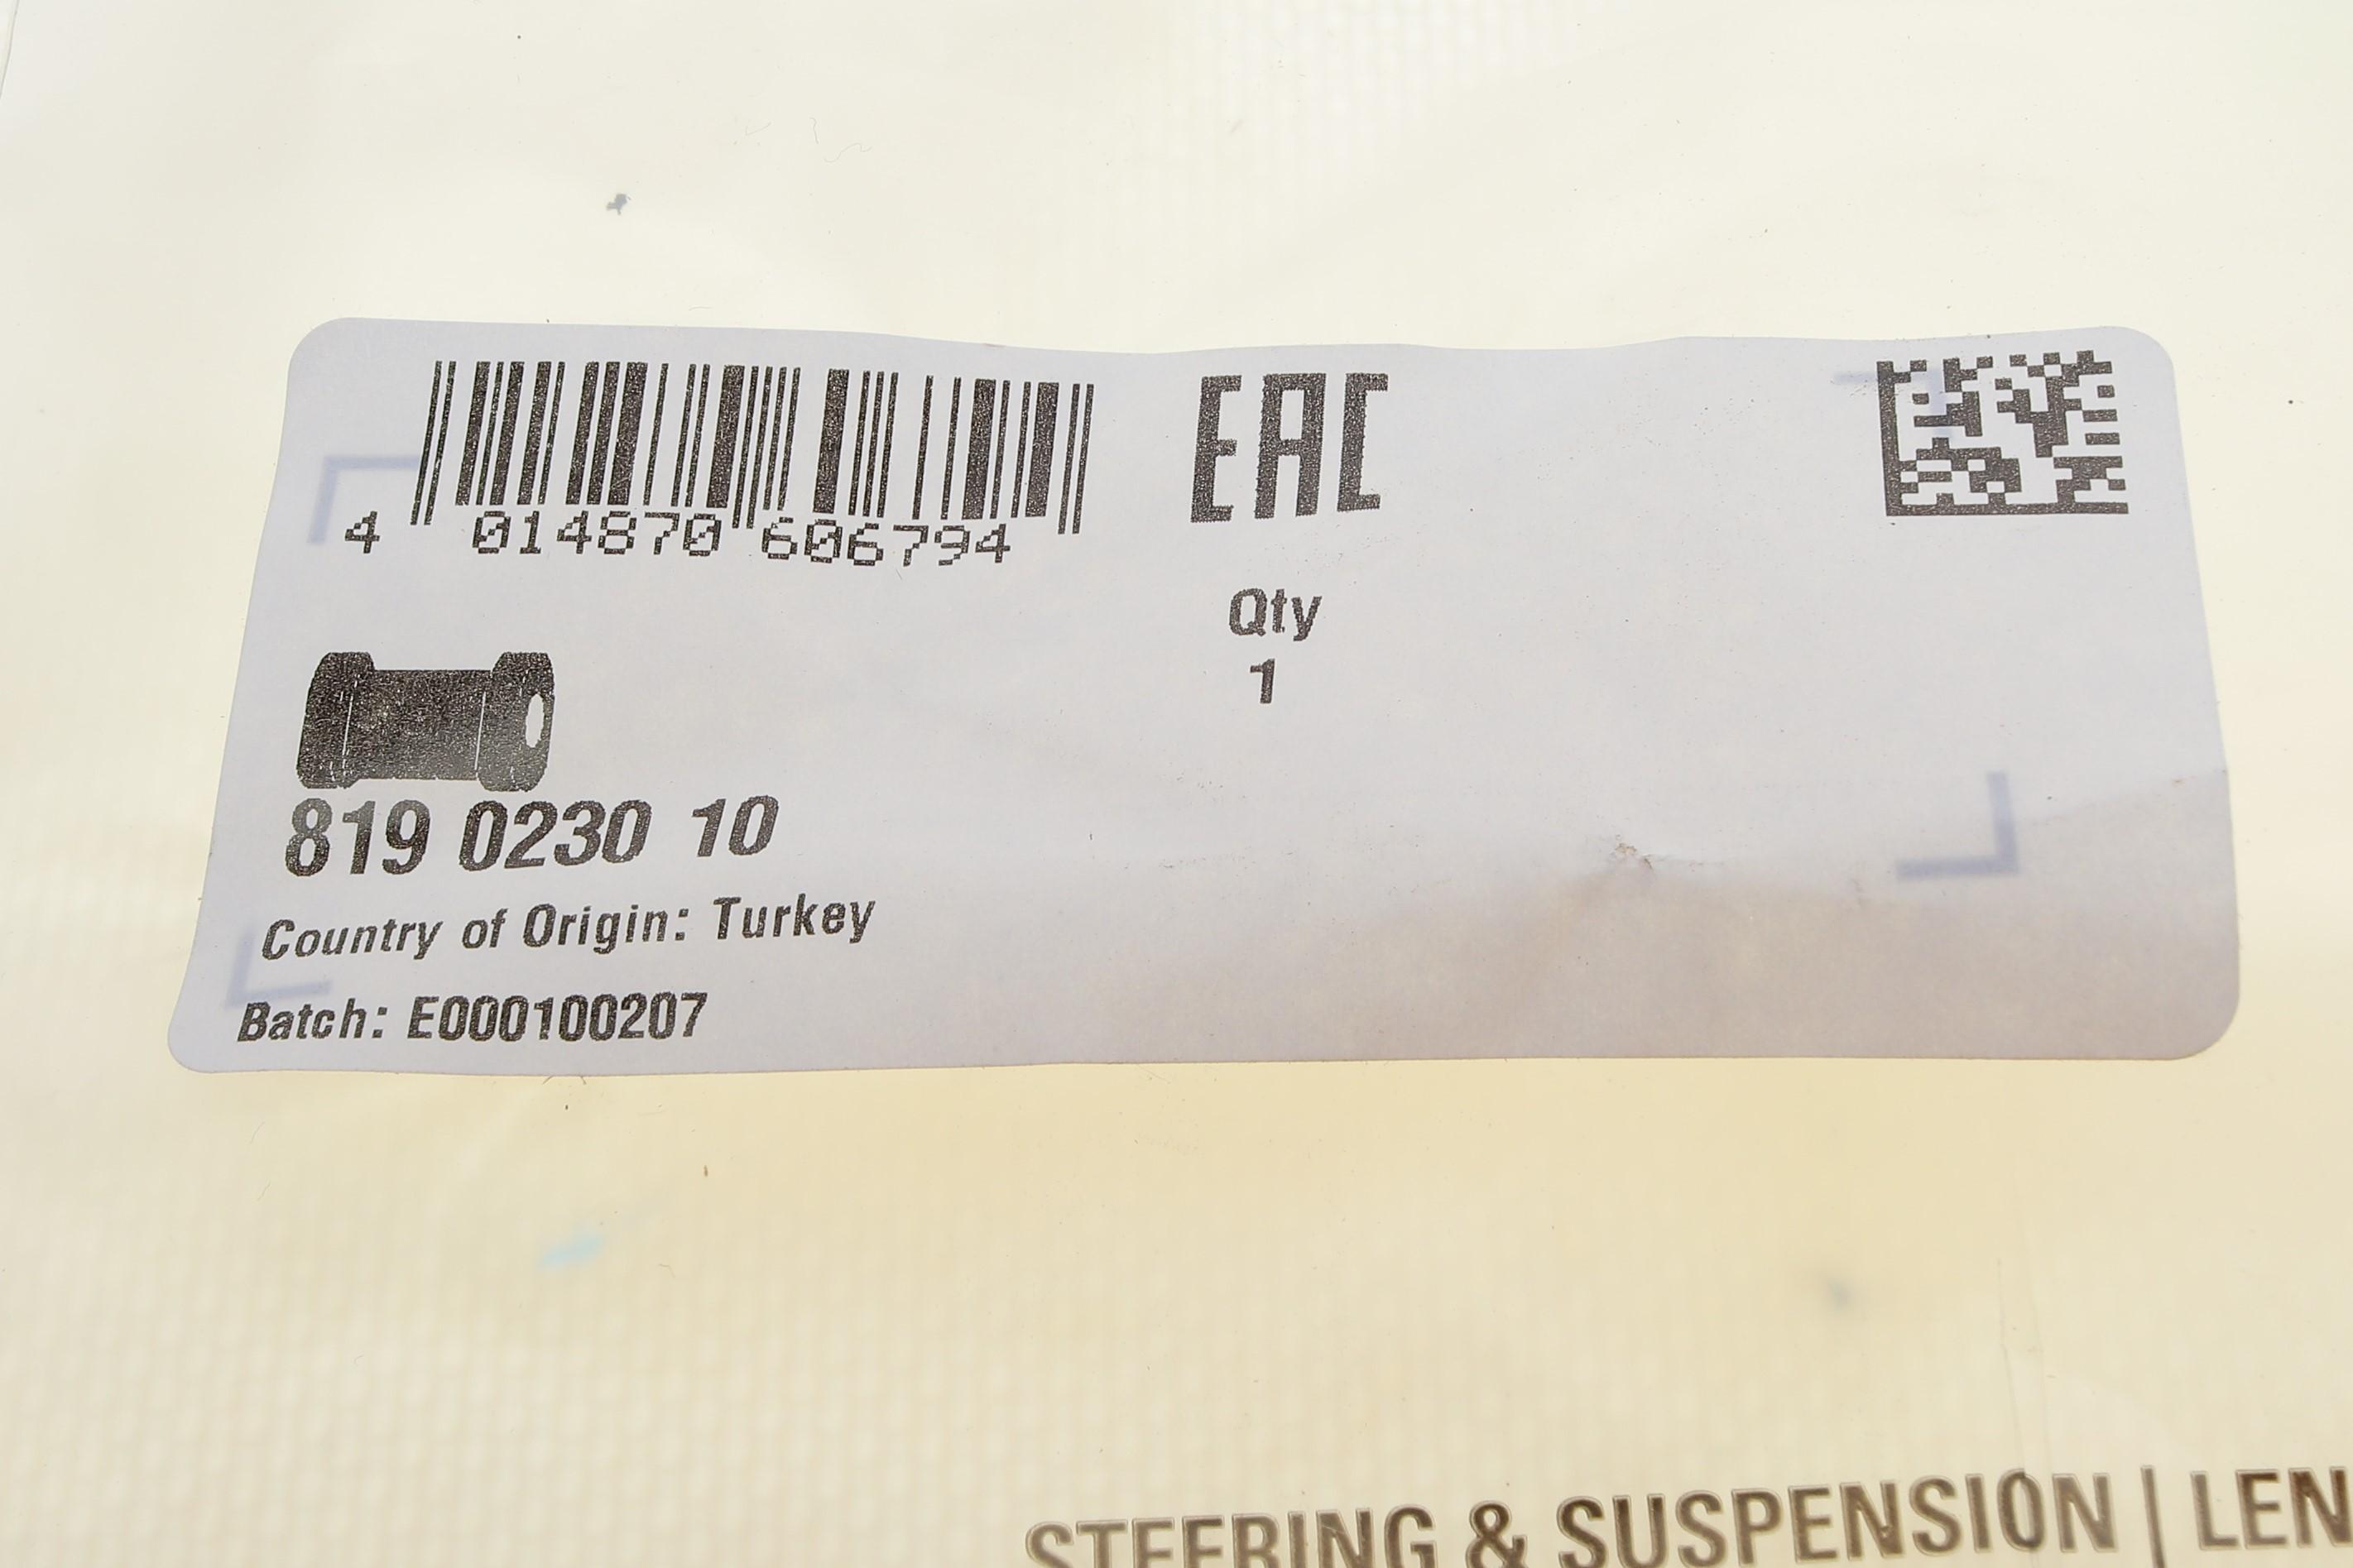 4 014870 606794
EAC
Qty
1
819 0230 10
Country of Origin: Turkey
Batch: E000100207
STEERING & SUSPENSION | LEN